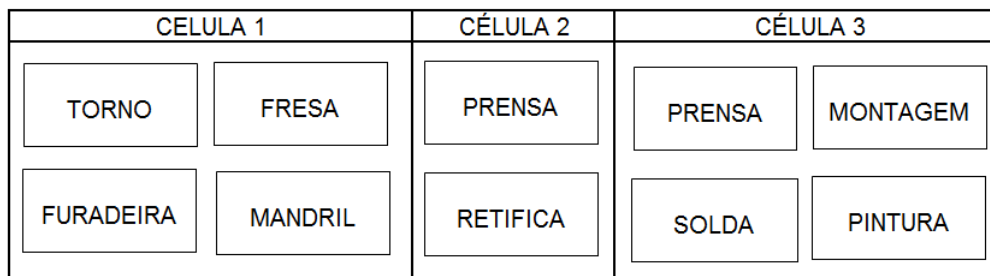 CELULA 1
CÉLULA 2
CÉLULA 3
TORNO
FRESA
PRENSA
PRENSA
MONTAGEM
FURADEIRA
MANDRIL
RETIFICA
SOLDA
PINTURA